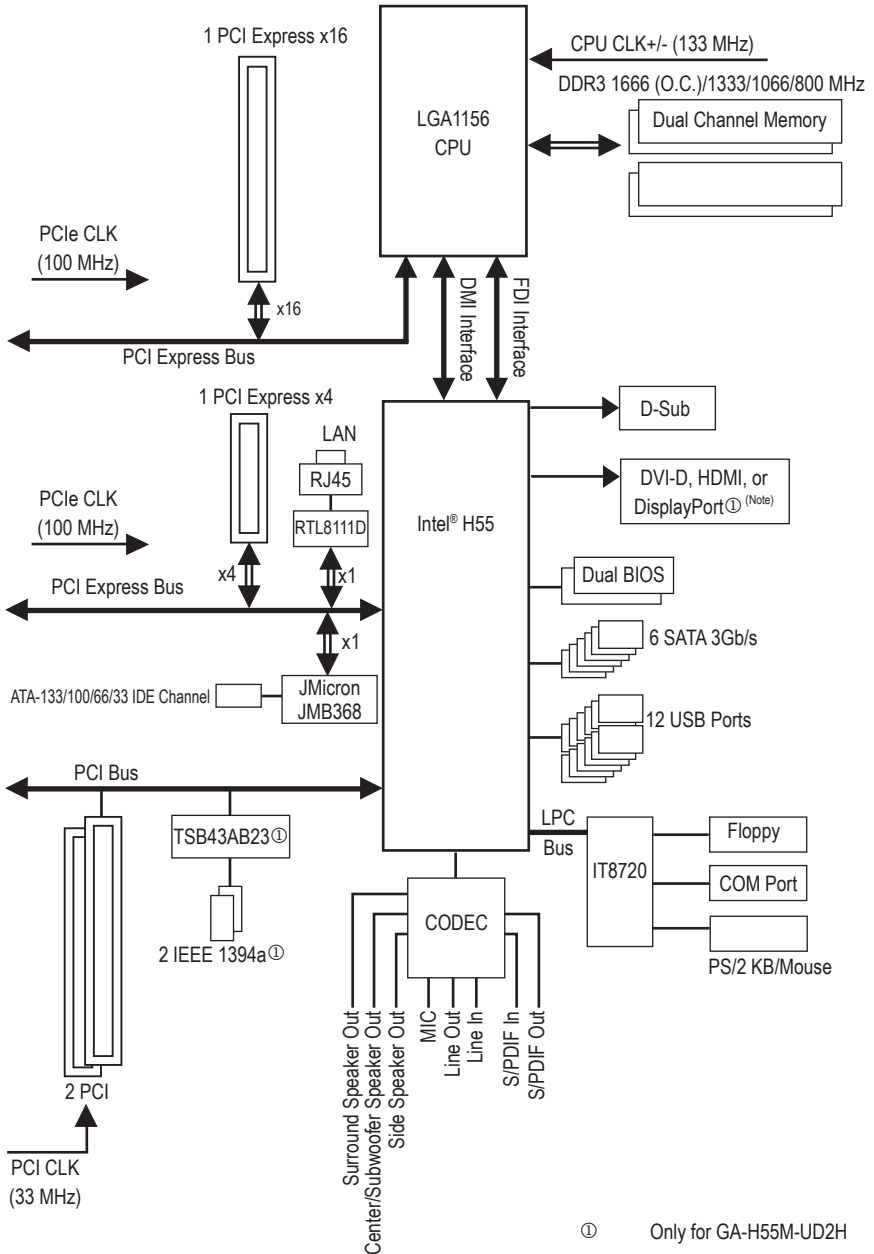 1 PCI Express x16
CPU CLK+/- (133 MHz)
DDR3 1666 (O.C.)/1333/1066/800 MHz
LGA1156
CPU
Dual Channel Memory
PCIe CLK
(100 MHz)
x16
PCI Express Bus
DMI Interface
FDI Interface
1 PCI Express x4
D-Sub
LAN
RJ45
DVI-D, HDMI, or
DisplayPort① (Note)
PCIe CLK
(100 MHz)
RTL8111D
Intel® H55
x4
x1
PCI Express Bus
Dual BIOS
x1
6 SATA 3Gb/s
ATA-133/100/66/33 IDE Channel
JMicron
JMB368
12 USB Ports
PCI Bus
TSB43AB23①
LPC
Bus
IT8720
Floppy
COM Port
CODEC
2 IEEE 1394a①
PS/2 KB/Mouse
Surround Speaker Out
Center/Subwoofer Speaker Out
Side Speaker Out
MIC
Line Out
Line In
S/PDIF In
S/PDIF Out
2 PCI
PCI CLK
(33 MHz)
① Only for GA-H55M-UD2H